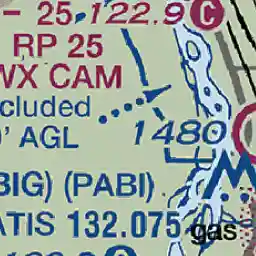 – 25 122.9 C
RP 25
WX CAM
cluded
' AGL
1480
BIG) (PABI)
ATIS 132.075
gas